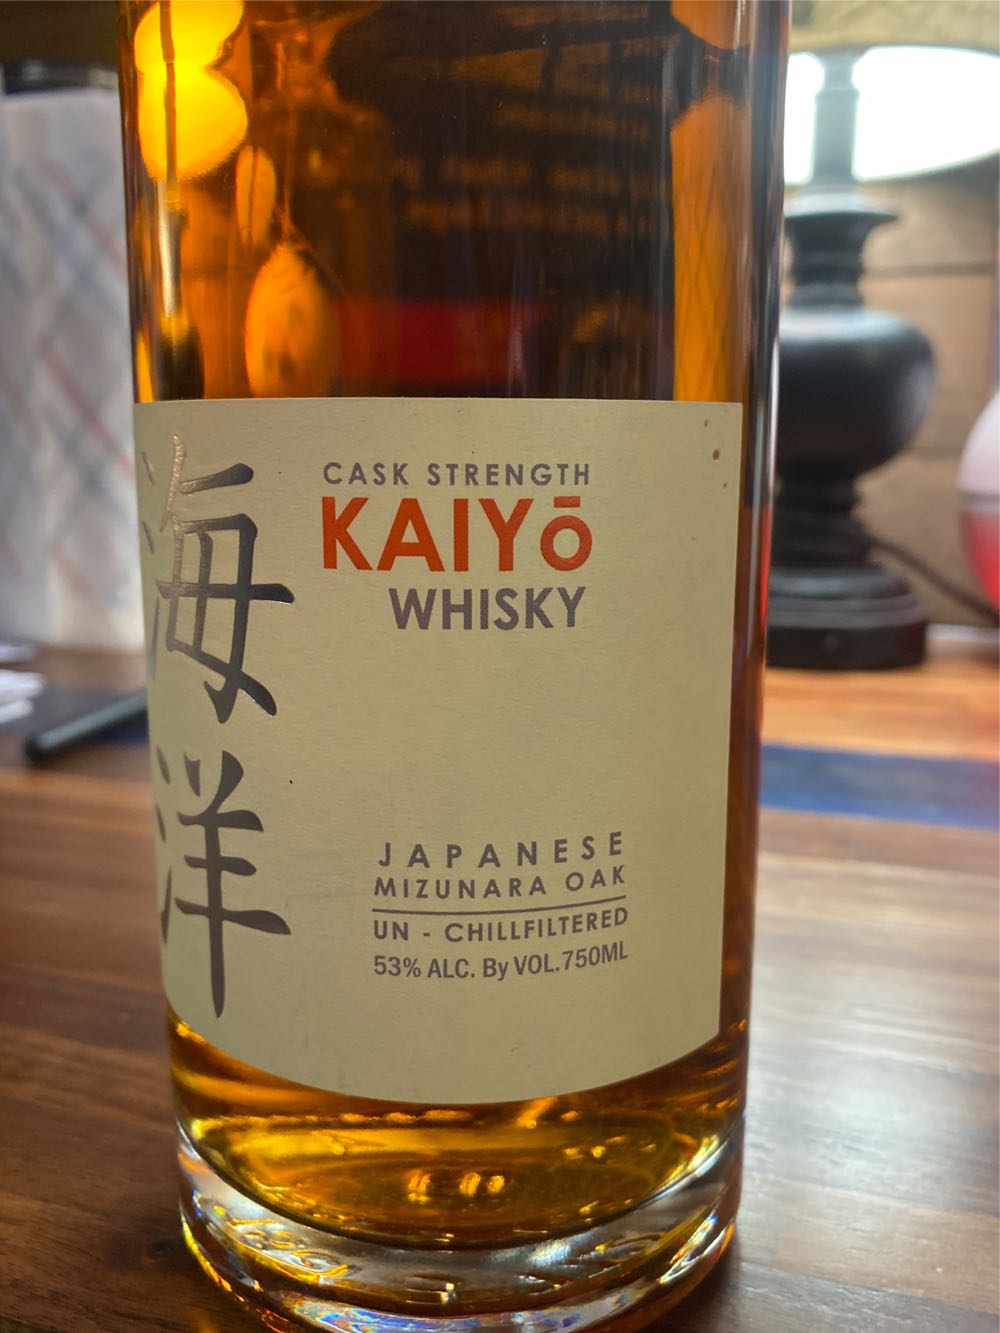 海洋
CASK STRENGTH
KAIYō
WHISKY
JAPANESE
MIZUNARA OAK
UN - CHILLFILTERED
53% ALC. By VOL. 750ML